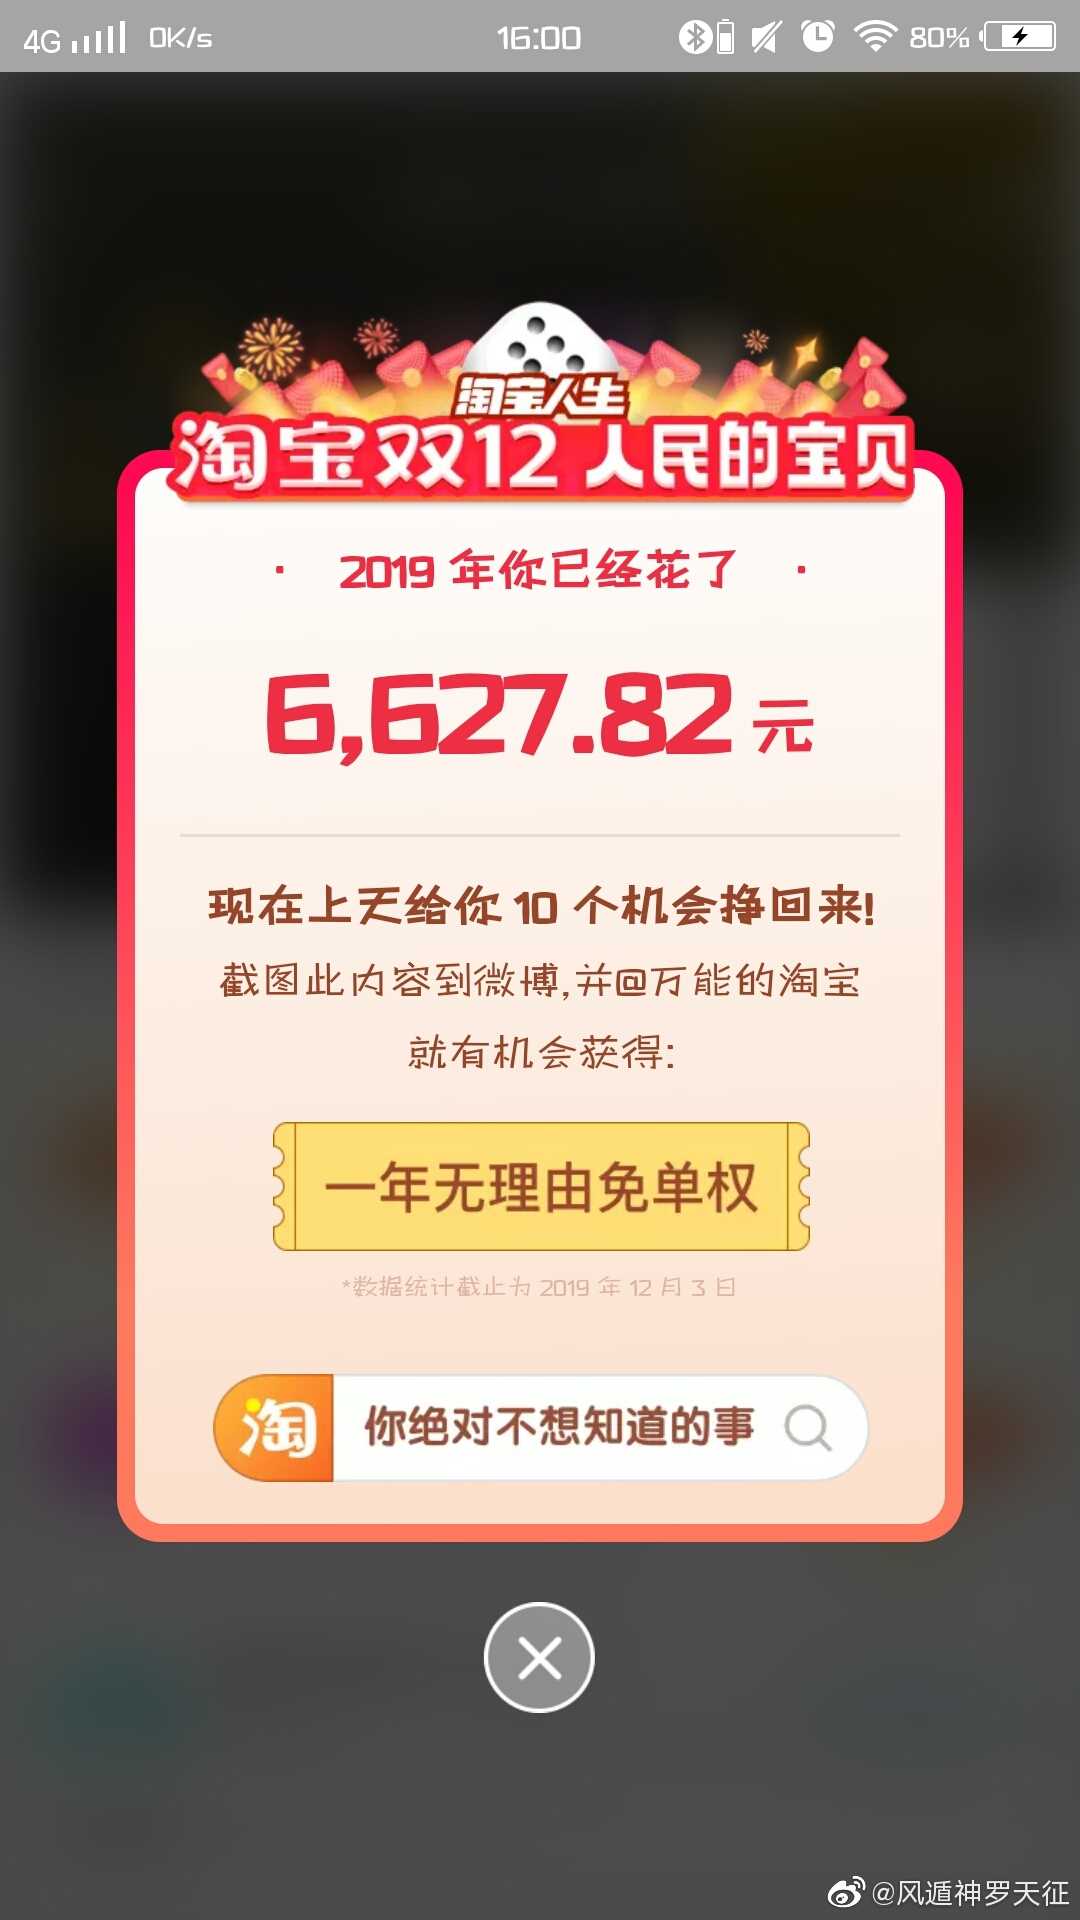 4G 0K/s 16:00 80%
淘宝人生
淘宝双12 人民的宝贝
· 2019 年你已经花了 ·
6,627.82 元
现在上天给你 10 个机会挣回来!
截图此内容到微博,并@万能的淘宝
就有机会获得:
一年无理由免单权
*数据统计截止为 2019 年 12 月 3 日
淘 你绝对不想知道的事
@风遁神罗天征